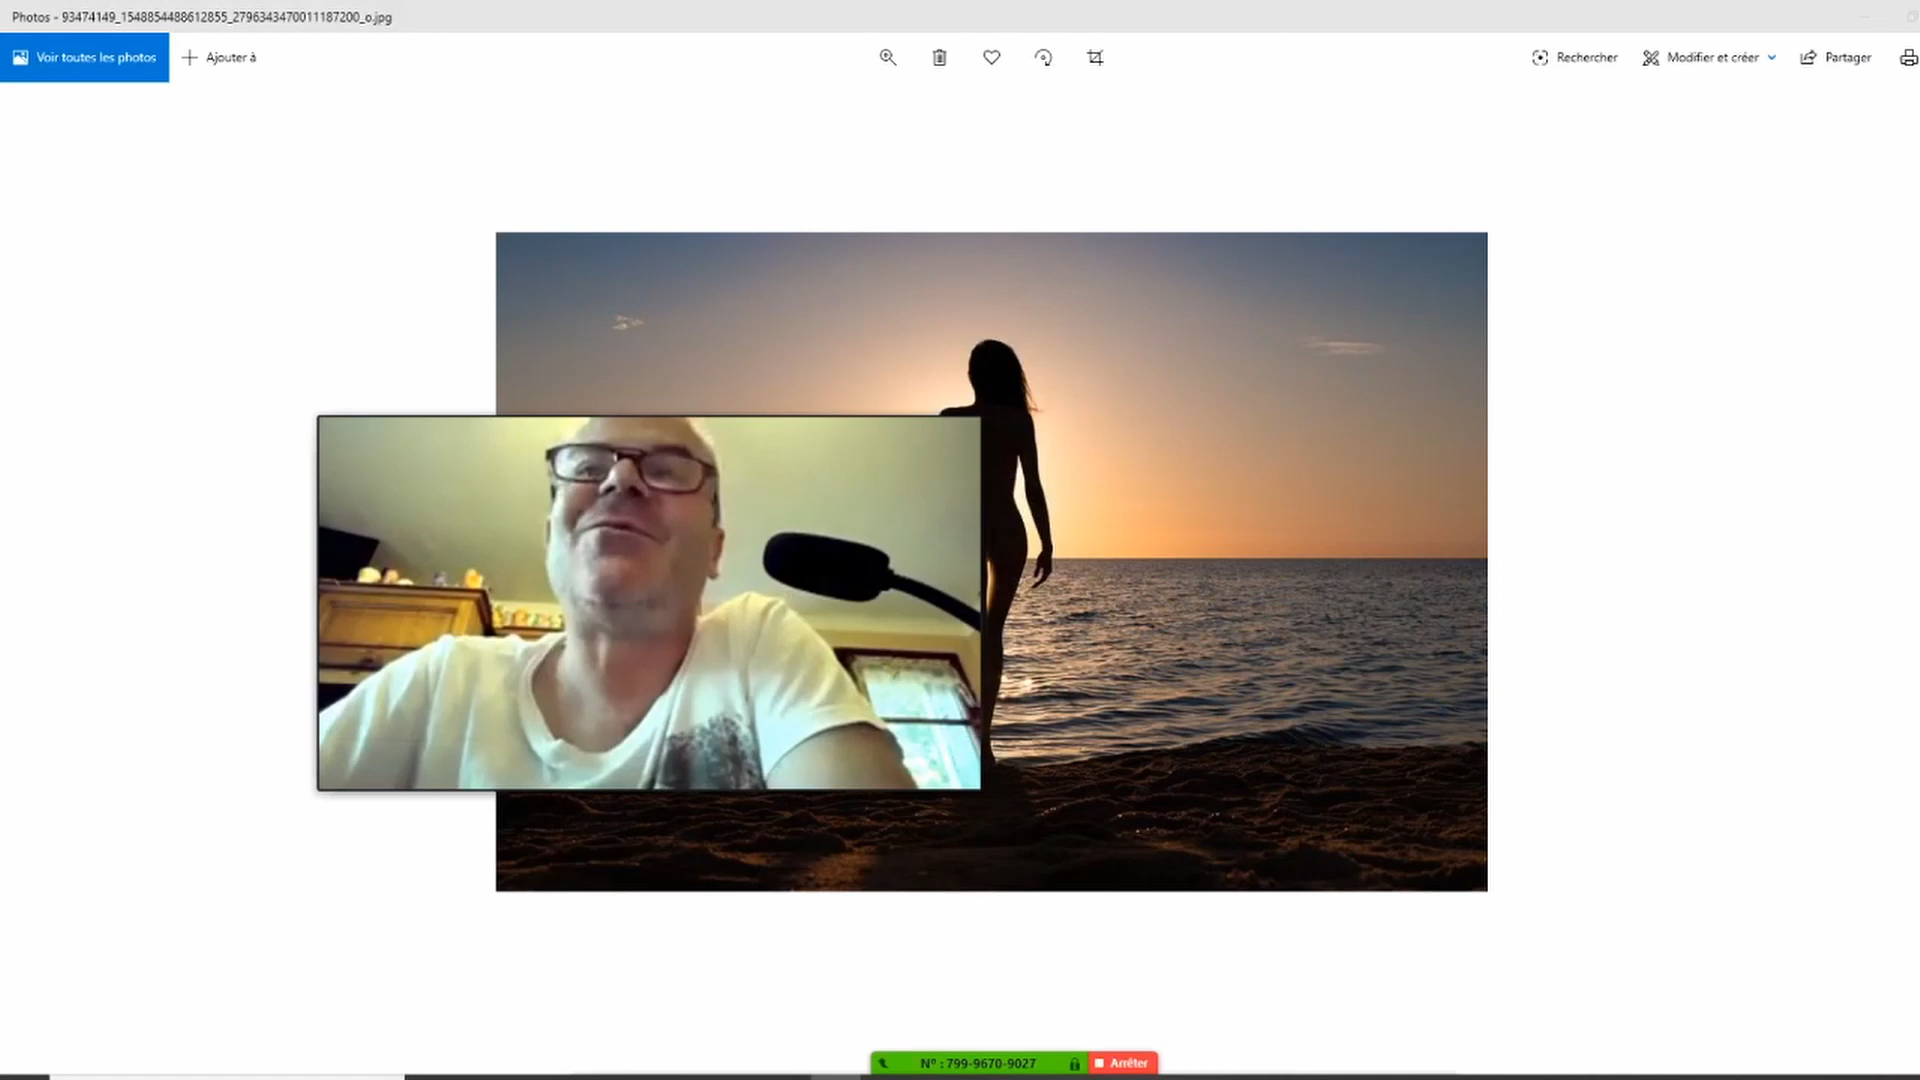 Photos - 93474149_1548854488612855_2796343470011187200_o.jpg
Voir toutes les photos
Ajouter à
Rechercher
Modifier et créer
Partager
N° : 799-9670-9027
Arrêter